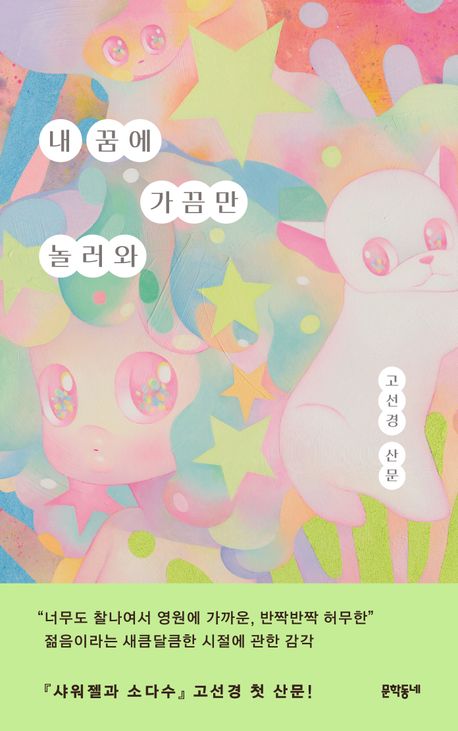 내 꿈에
가끔만
놀러와
고선경 산문
“너무도 찰나여서 영원에 가까운, 반짝반짝 허무한”
젊음이라는 새큼달큼한 시절에 관한 감각
『샤워젤과 소다수』 고선경 첫 산문!
문학동네